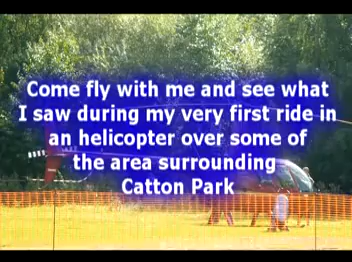 Come fly with me and see what
I saw during my very first ride in
an helicopter over some of
the area surrounding
Catton Park